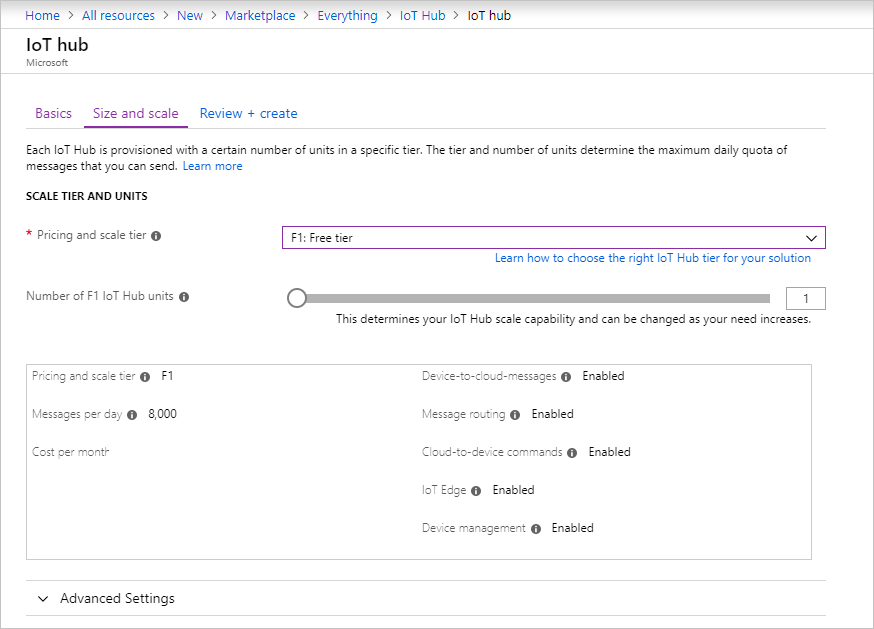 Home > All resources > New > Marketplace > Everything > IoT Hub > IoT hub
IoT hub
Microsoft
Basics Size and scale Review + create
Each IoT Hub is provisioned with a certain number of units in a specific tier. The tier and number of units determine the maximum daily quota of
messages that you can send. Learn more
SCALE TIER AND UNITS
* Pricing and scale tier F1: Free tier
Learn how to choose the right IoT Hub tier for your solution
Number of F1 IoT Hub units 1
This determines your IoT Hub scale capability and can be changed as your need increases.
Pricing and scale tier F1
Messages per day 8,000
Cost per month
Device-to-cloud-messages Enabled
Message routing Enabled
Cloud-to-device commands Enabled
IoT Edge Enabled
Device management Enabled
Advanced Settings